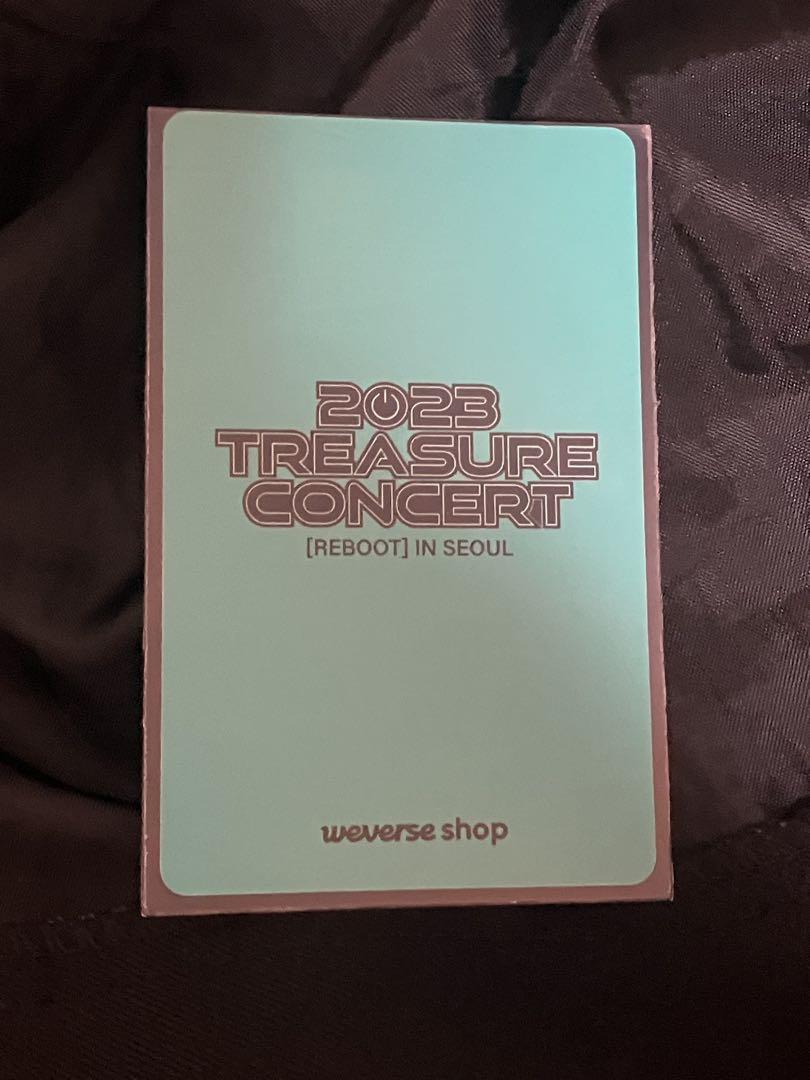 2023
TREASURE
CONCERT
[REBOOT] IN SEOUL
weverse shop